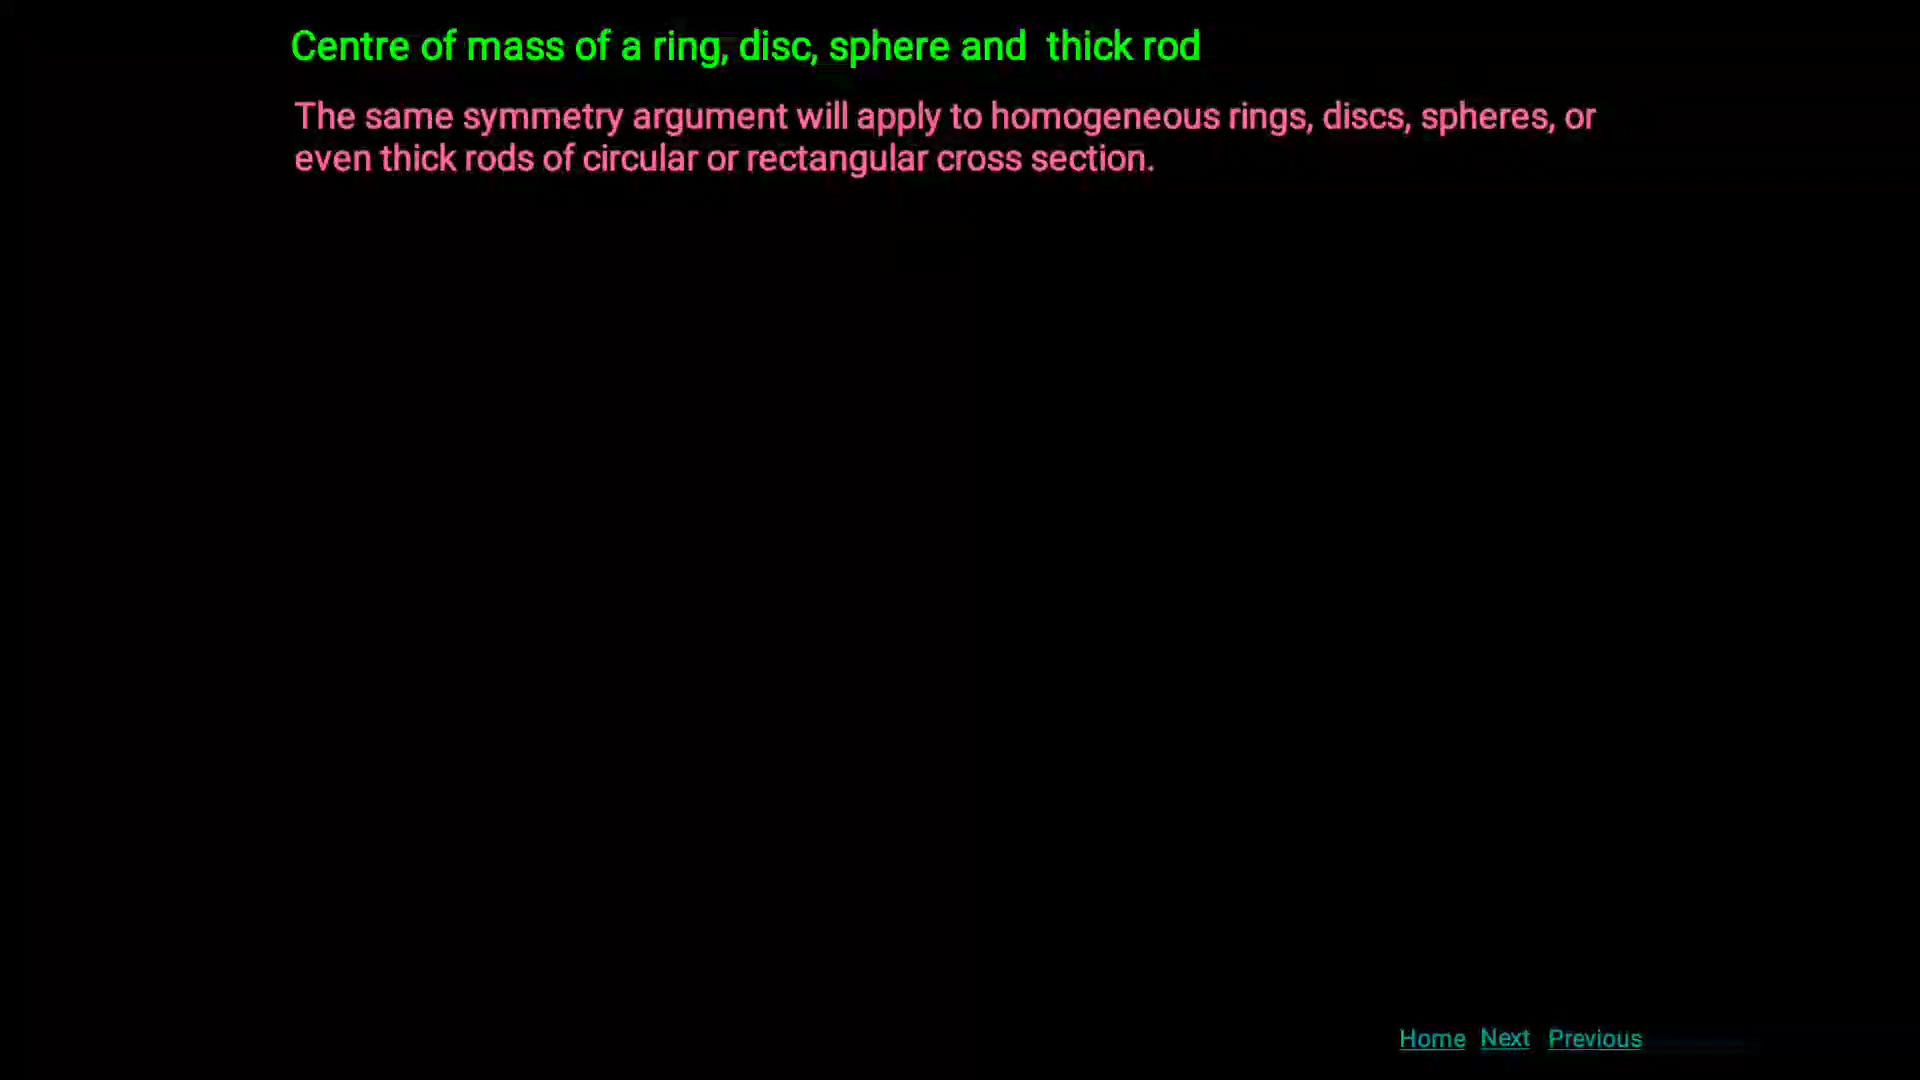 Centre of mass of a ring, disc, sphere and thick rod
The same symmetry argument will apply to homogeneous rings, discs, spheres, or
even thick rods of circular or rectangular cross section.
Home Next Previous